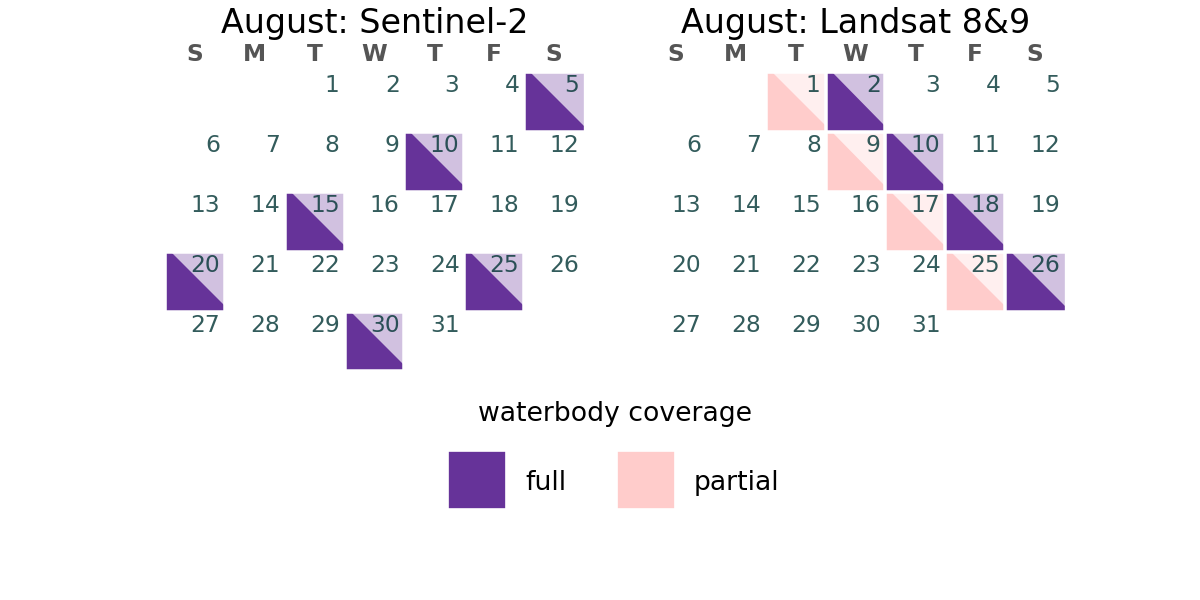 August: Sentinel-2
S M T W T F S
1 2 3 4 5
6 7 8 9 10 11 12
13 14 15 16 17 18 19
20 21 22 23 24 25 26
27 28 29 30 31
August: Landsat 8&9
S M T W T F S
1 2 3 4 5
6 7 8 9 10 11 12
13 14 15 16 17 18 19
20 21 22 23 24 25 26
27 28 29 30 31
waterbody coverage
full
partial